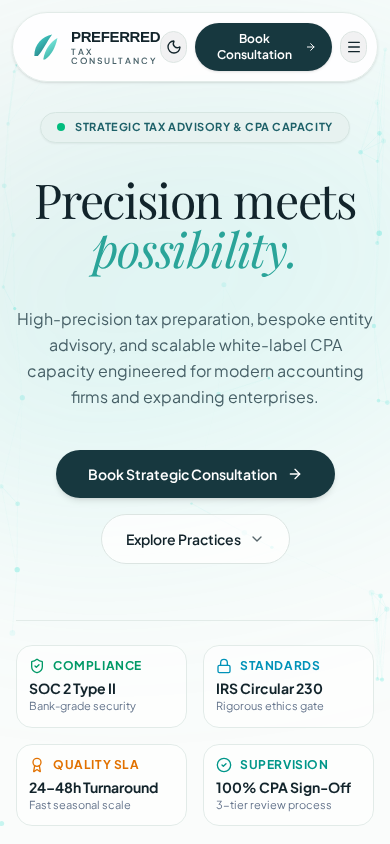 PREFERRED
TAX
CONSULTANCY
Book
Consultation
STRATEGIC TAX ADVISORY & CPA CAPACITY
Precision meets
possibility.
High-precision tax preparation, bespoke entity
advisory, and scalable white-label CPA
capacity engineered for modern accounting
firms and expanding enterprises.
Book Strategic Consultation
Explore Practices
COMPLIANCE
SOC 2 Type II
Bank-grade security
STANDARDS
IRS Circular 230
Rigorous ethics gate
QUALITY SLA
24–48h Turnaround
Fast seasonal scale
SUPERVISION
100% CPA Sign-Off
3-tier review process